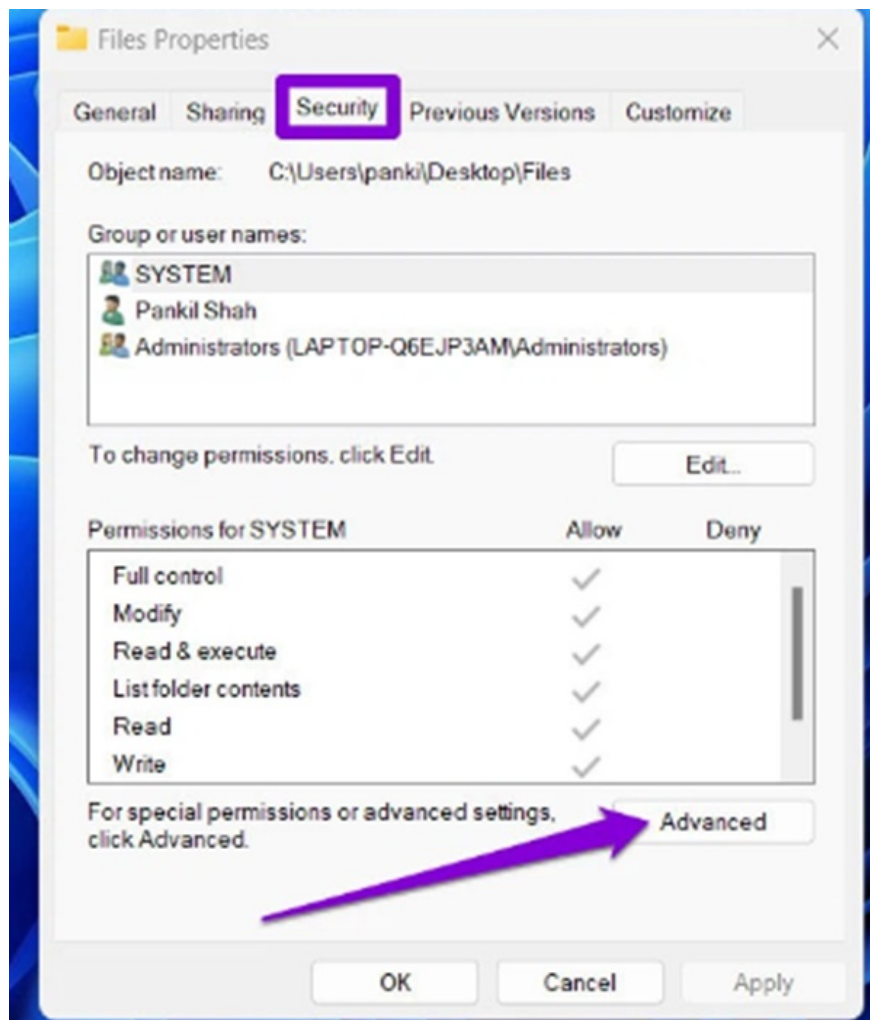 Files Properties
General Sharing Security Previous Versions Customize
Object name: C:\Users\panki\Desktop\Files
Group or user names:
SYSTEM
Pankil Shah
Administrators (LAPTOP-Q6EJP3AM\Administrators)
To change permissions, click Edit.
Edit...
Permissions for SYSTEM Allow Deny
Full control
Modify
Read & execute
List folder contents
Read
Write
For special permissions or advanced settings,
click Advanced.
Advanced
OK Cancel Apply